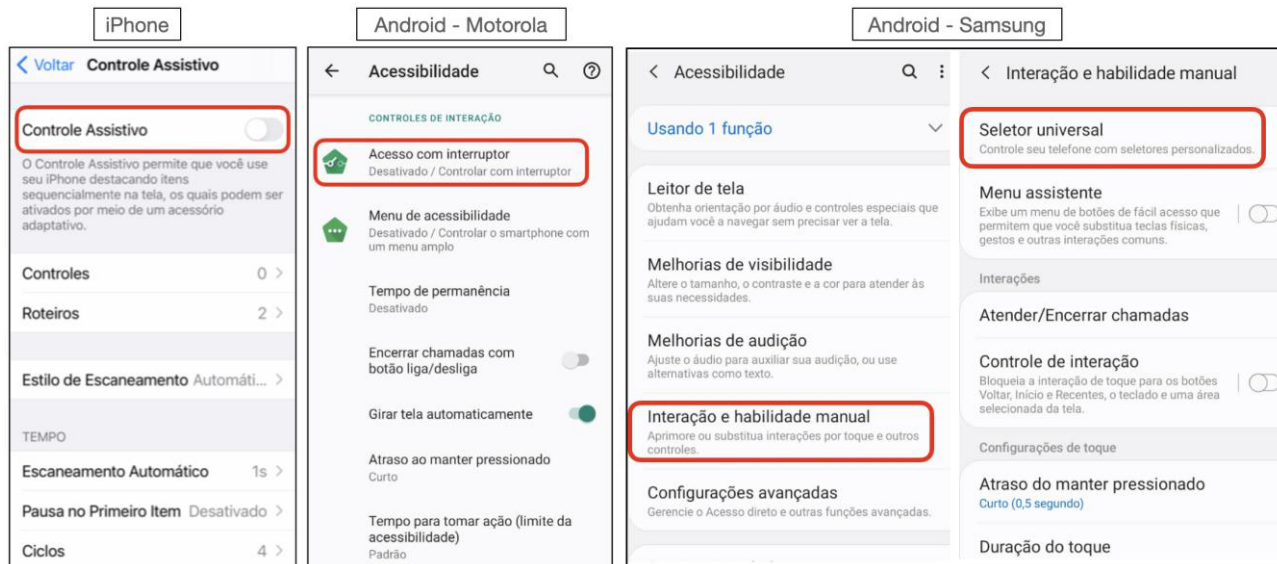 iPhone
Android - Motorola
Android - Samsung
Voltar Controle Assistivo
Controle Assistivo
O Controle Assistivo permite que você use
seu iPhone destacando itens
sequencialmente na tela, os quais podem ser
ativados por meio de um acessório
adaptativo.
Controles 0
Roteiros 2
Estilo de Escaneamento Automáti...
TEMPO
Escaneamento Automático 1s
Pausa no Primeiro Item Desativado
Ciclos 4
Acessibilidade
CONTROLES DE INTERAÇÃO
Acesso com interruptor
Desativado / Controlar com interruptor
Menu de acessibilidade
Desativado / Controlar o smartphone com
um menu amplo
Tempo de permanência
Desativado
Encerrar chamadas com
botão liga/desliga
Girar tela automaticamente
Atraso ao manter pressionado
Curto
Tempo para tomar ação (limite da
acessibilidade)
Padrão
Acessibilidade
Usando 1 função
Leitor de tela
Obtenha orientação por áudio e controles especiais que
ajudam você a navegar sem precisar ver a tela.
Melhorias de visibilidade
Altere o tamanho, o contraste e a cor para atender às
suas necessidades.
Melhorias de audição
Ajuste o áudio para auxiliar sua audição, ou use
alternativas como texto.
Interação e habilidade manual
Aprimore ou substitua interações por toque e outros
controles.
Configurações avançadas
Gerencie o Acesso direto e outras funções avançadas.
Interação e habilidade manual
Seletor universal
Controle seu telefone com seletores personalizados.
Menu assistente
Exibe um menu de botões de fácil acesso que
permitem que você substitua teclas físicas,
gestos e outras interações comuns.
Interações
Atender/Encerrar chamadas
Controle de interação
Bloqueia a interação de toque para os botões
Voltar, Início e Recentes, o teclado e uma área
selecionada da tela.
Configurações de toque
Atraso do manter pressionado
Curto (0,5 segundo)
Duração do toque